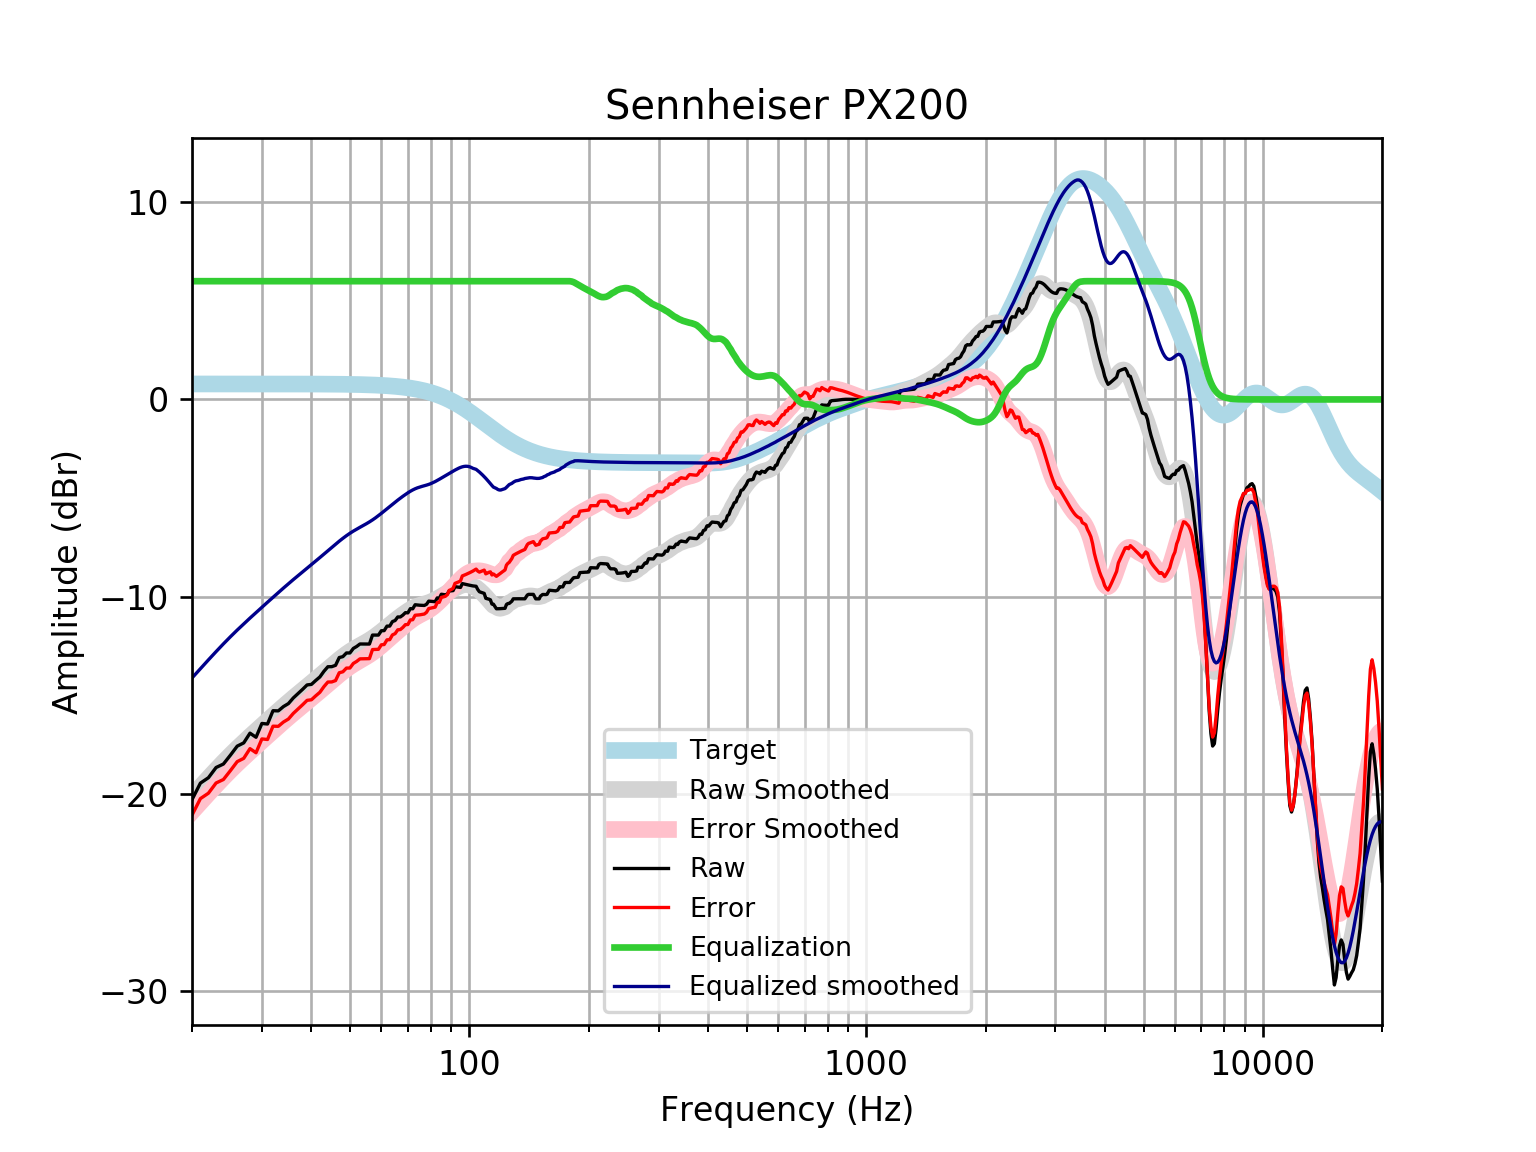 Sennheiser PX200
Amplitude (dBr)
10
0
−10
−20
−30
Target
Raw Smoothed
Error Smoothed
Raw
Error
Equalization
Equalized smoothed
100 1000 10000
Frequency (Hz)